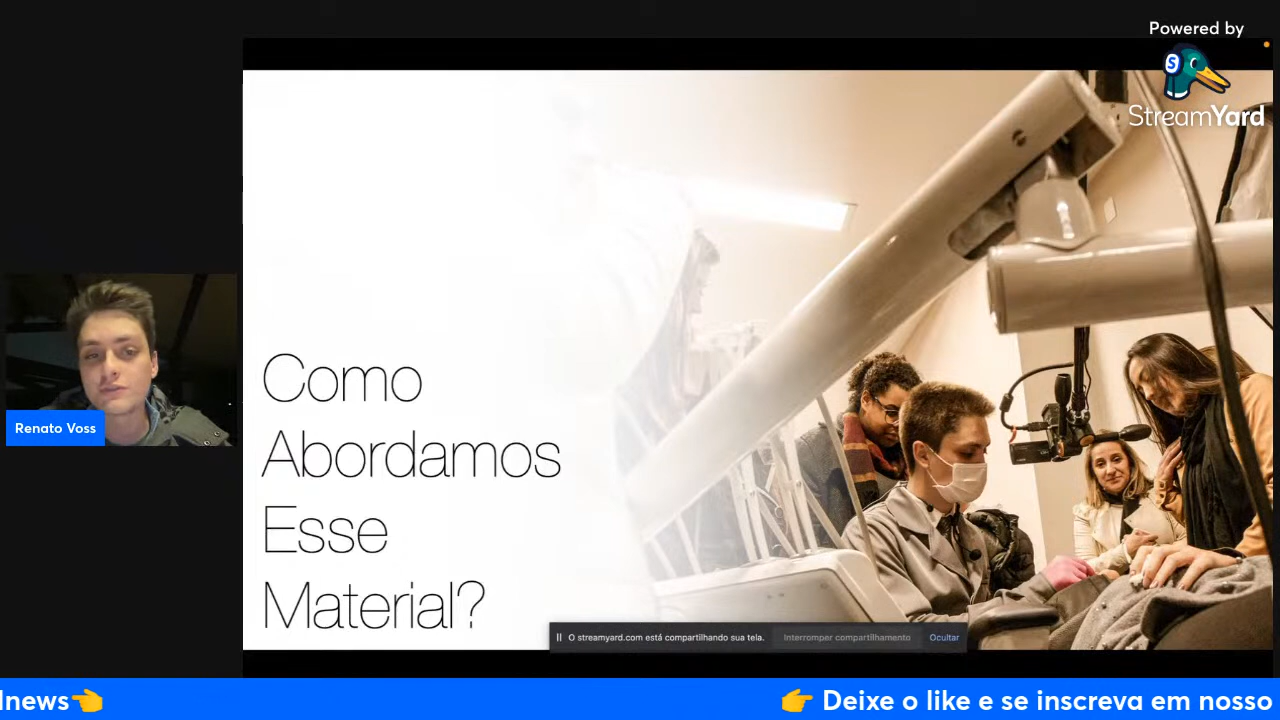 Powered by
S
StreamYard
Como
Abordamos
Esse
Material?
Renato Voss
O streamyard.com está compartilhando sua tela.
Interromper compartilhamento
Ocultar
lnews👈
👉 Deixe o like e se inscreva em nosso